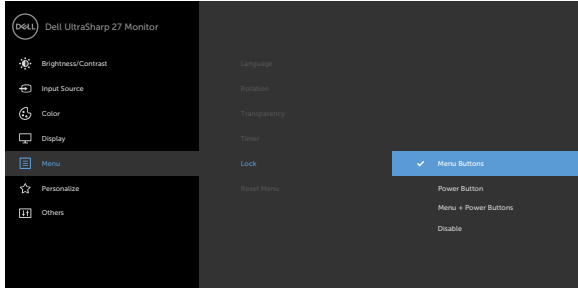 DELL
Dell UltraSharp 27 Monitor
Brightness/Contrast
Input Source
Color
Display
Menu
Personalize
Others
Language
Rotation
Transparency
Timer
Lock
Reset Menu
Menu Buttons
Power Button
Menu + Power Buttons
Disable